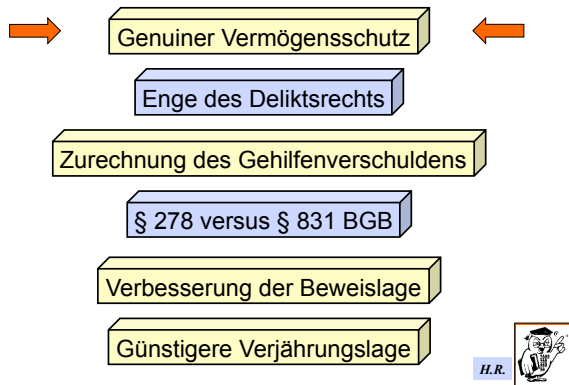 Genuiner Vermögensschutz
Enge des Deliktsrechts
Zurechnung des Gehilfenverschuldens
§ 278 versus § 831 BGB
Verbesserung der Beweislage
Günstigere Verjährungslage
H.R.